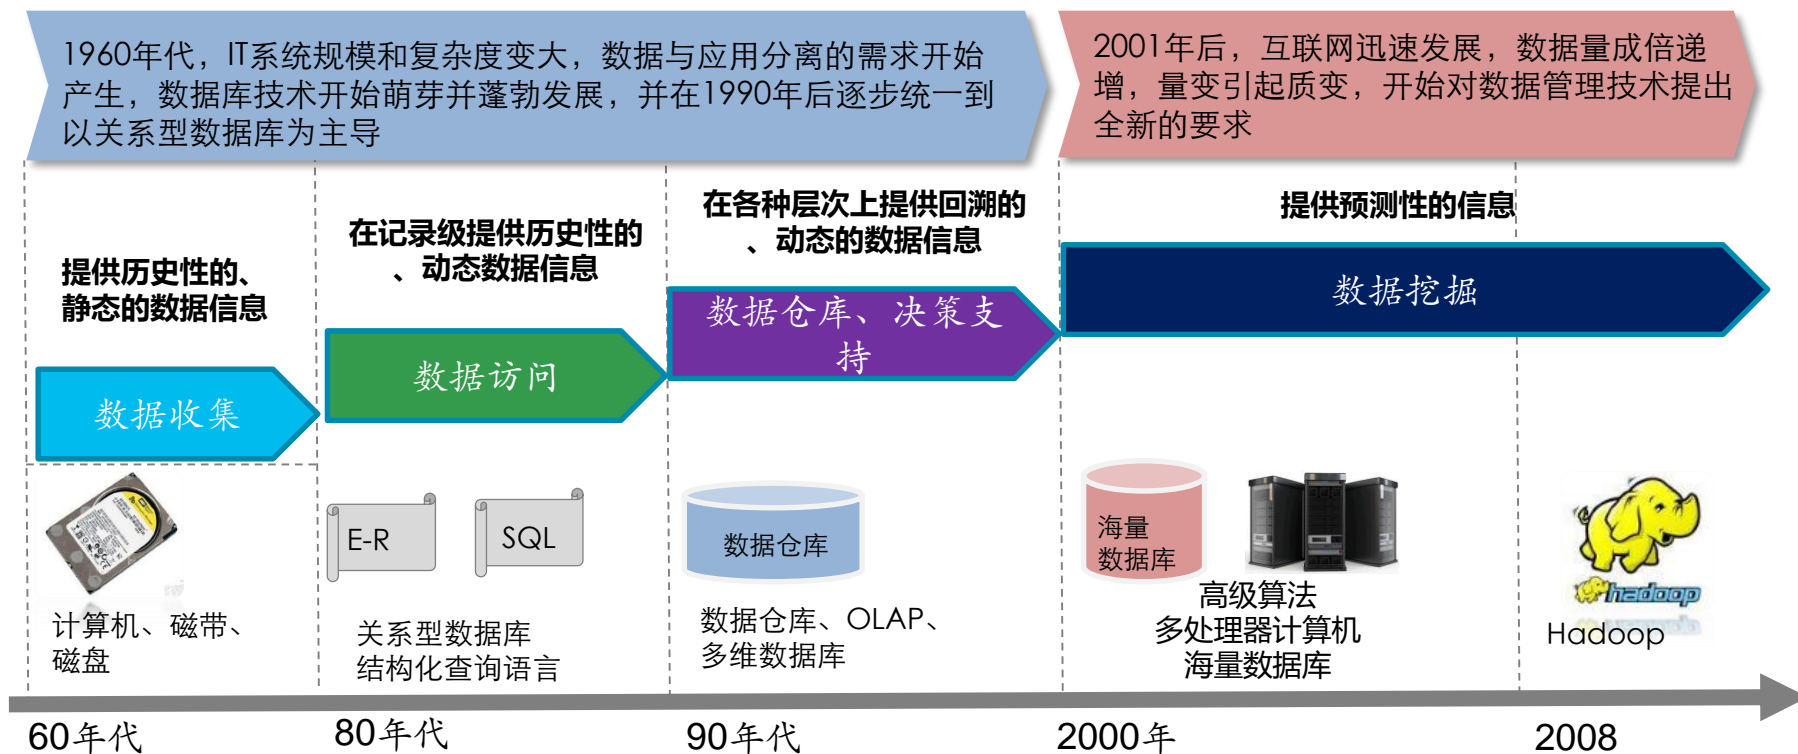 1960年代，IT系统规模和复杂度变大，数据与应用分离的需求开始
产生，数据库技术开始萌芽并蓬勃发展，并在1990年后逐步统一到
以关系型数据库为主导
2001年后，互联网迅速发展，数据量成倍递
增，量变引起质变，开始对数据管理技术提出
全新的要求
提供历史性的、
静态的数据信息
在记录级提供历史性的
、动态数据信息
在各种层次上提供回溯的
、动态的数据信息
提供预测性的信息
数据收集
数据访问
数据仓库、决策支
持
数据挖掘
E-R
SQL
数据仓库
海量
数据库
hadoop
计算机、磁带、
磁盘
关系型数据库
结构化查询语言
数据仓库、OLAP、
多维数据库
高级算法
多处理器计算机
海量数据库
Hadoop
60年代
80年代
90年代
2000年
2008